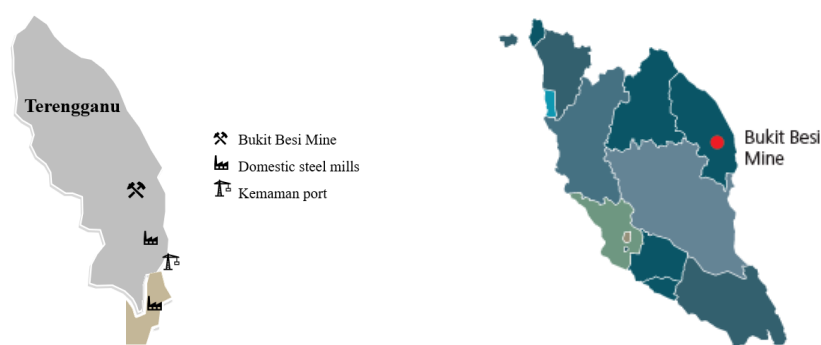 Terengganu
Bukit Besi Mine
Domestic steel mills
Kemaman port
Bukit Besi
Mine